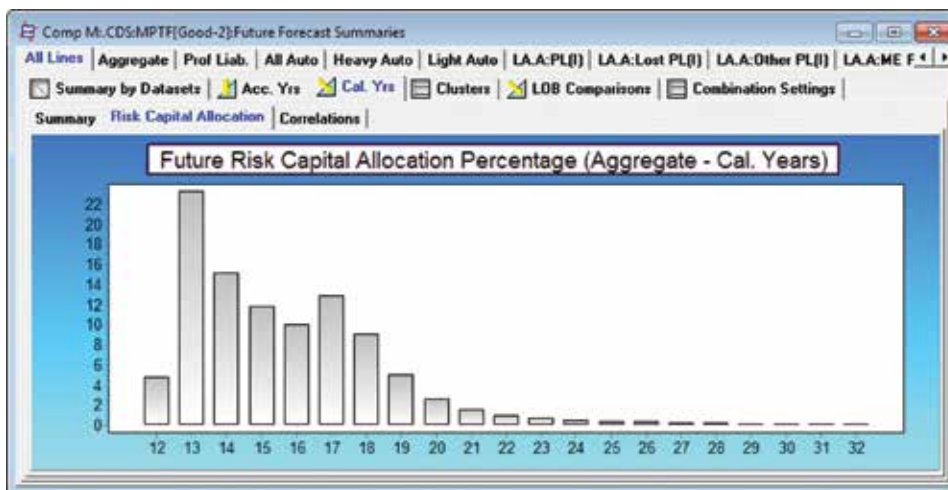 Comp M:.CDS:MPTF[Good-2]:Future Forecast Summaries
All Lines Aggregate Prof Liab. All Auto Heavy Auto Light Auto LA.A:PL(I) LA.A:Lost PL(I) LA.A:Other PL(I) LA.A:ME F
Summary by Datasets Acc. Yrs Cal. Yrs Clusters LOB Comparisons Combination Settings
Summary Risk Capital Allocation Correlations
Future Risk Capital Allocation Percentage (Aggregate - Cal. Years)
22
20
18
16
14
12
10
8
6
4
2
0
12 13 14 15 16 17 18 19 20 21 22 23 24 25 26 27 28 29 30 31 32